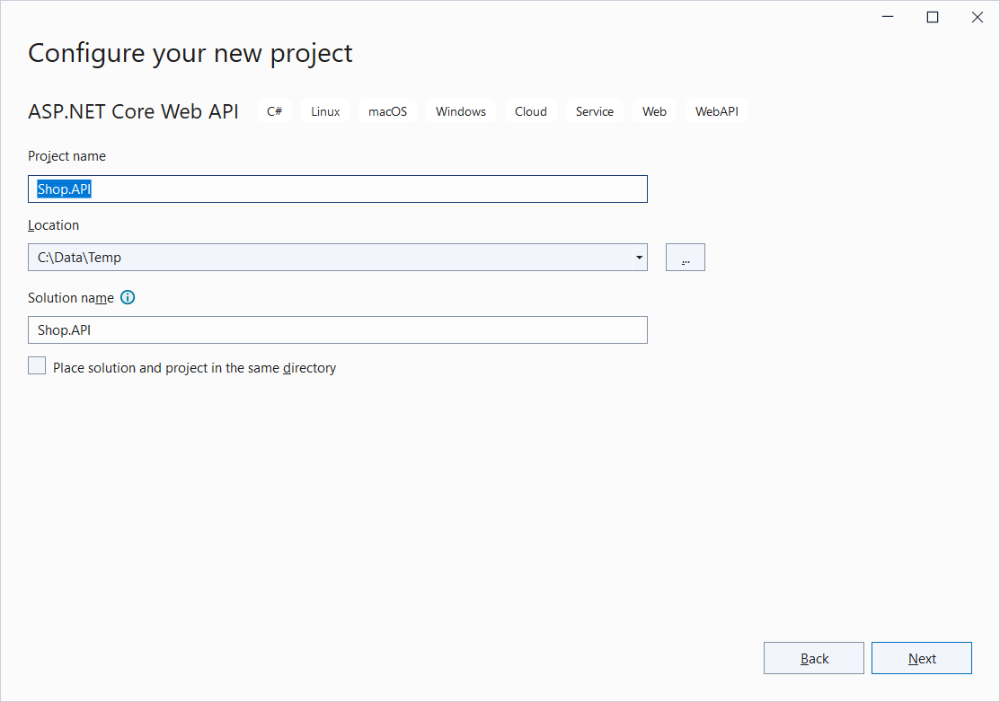 Configure your new project
ASP.NET Core Web API C# Linux macOS Windows Cloud Service Web WebAPI
Project name
Shop.API
Location
C:\Data\Temp
...
Solution name
Shop.API
Place solution and project in the same directory
Back Next